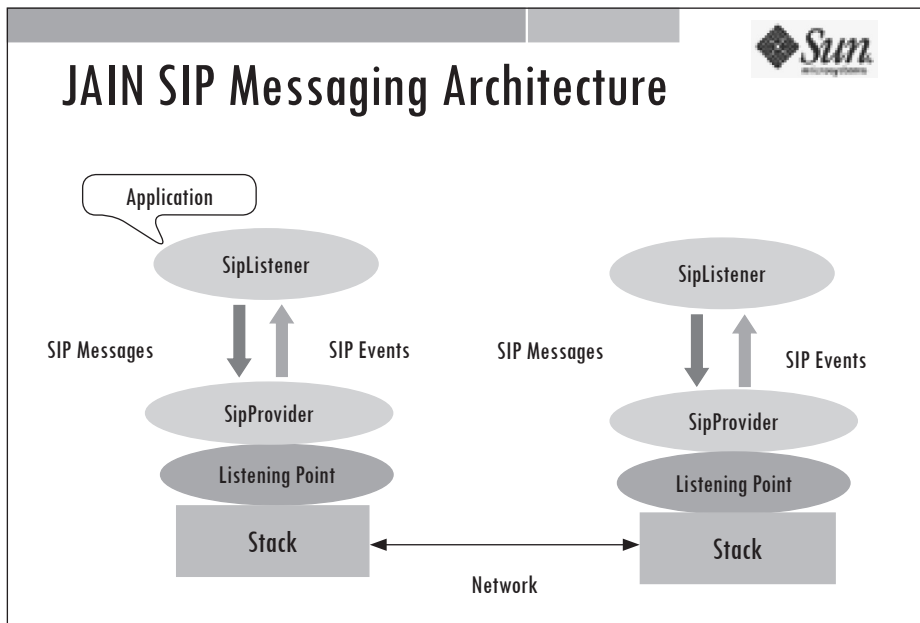 Sun
microsystems
JAIN SIP Messaging Architecture
Application
SipListener
SIP Messages
SIP Events
SipProvider
Listening Point
Stack
SipListener
SIP Messages
SIP Events
SipProvider
Listening Point
Stack
Network